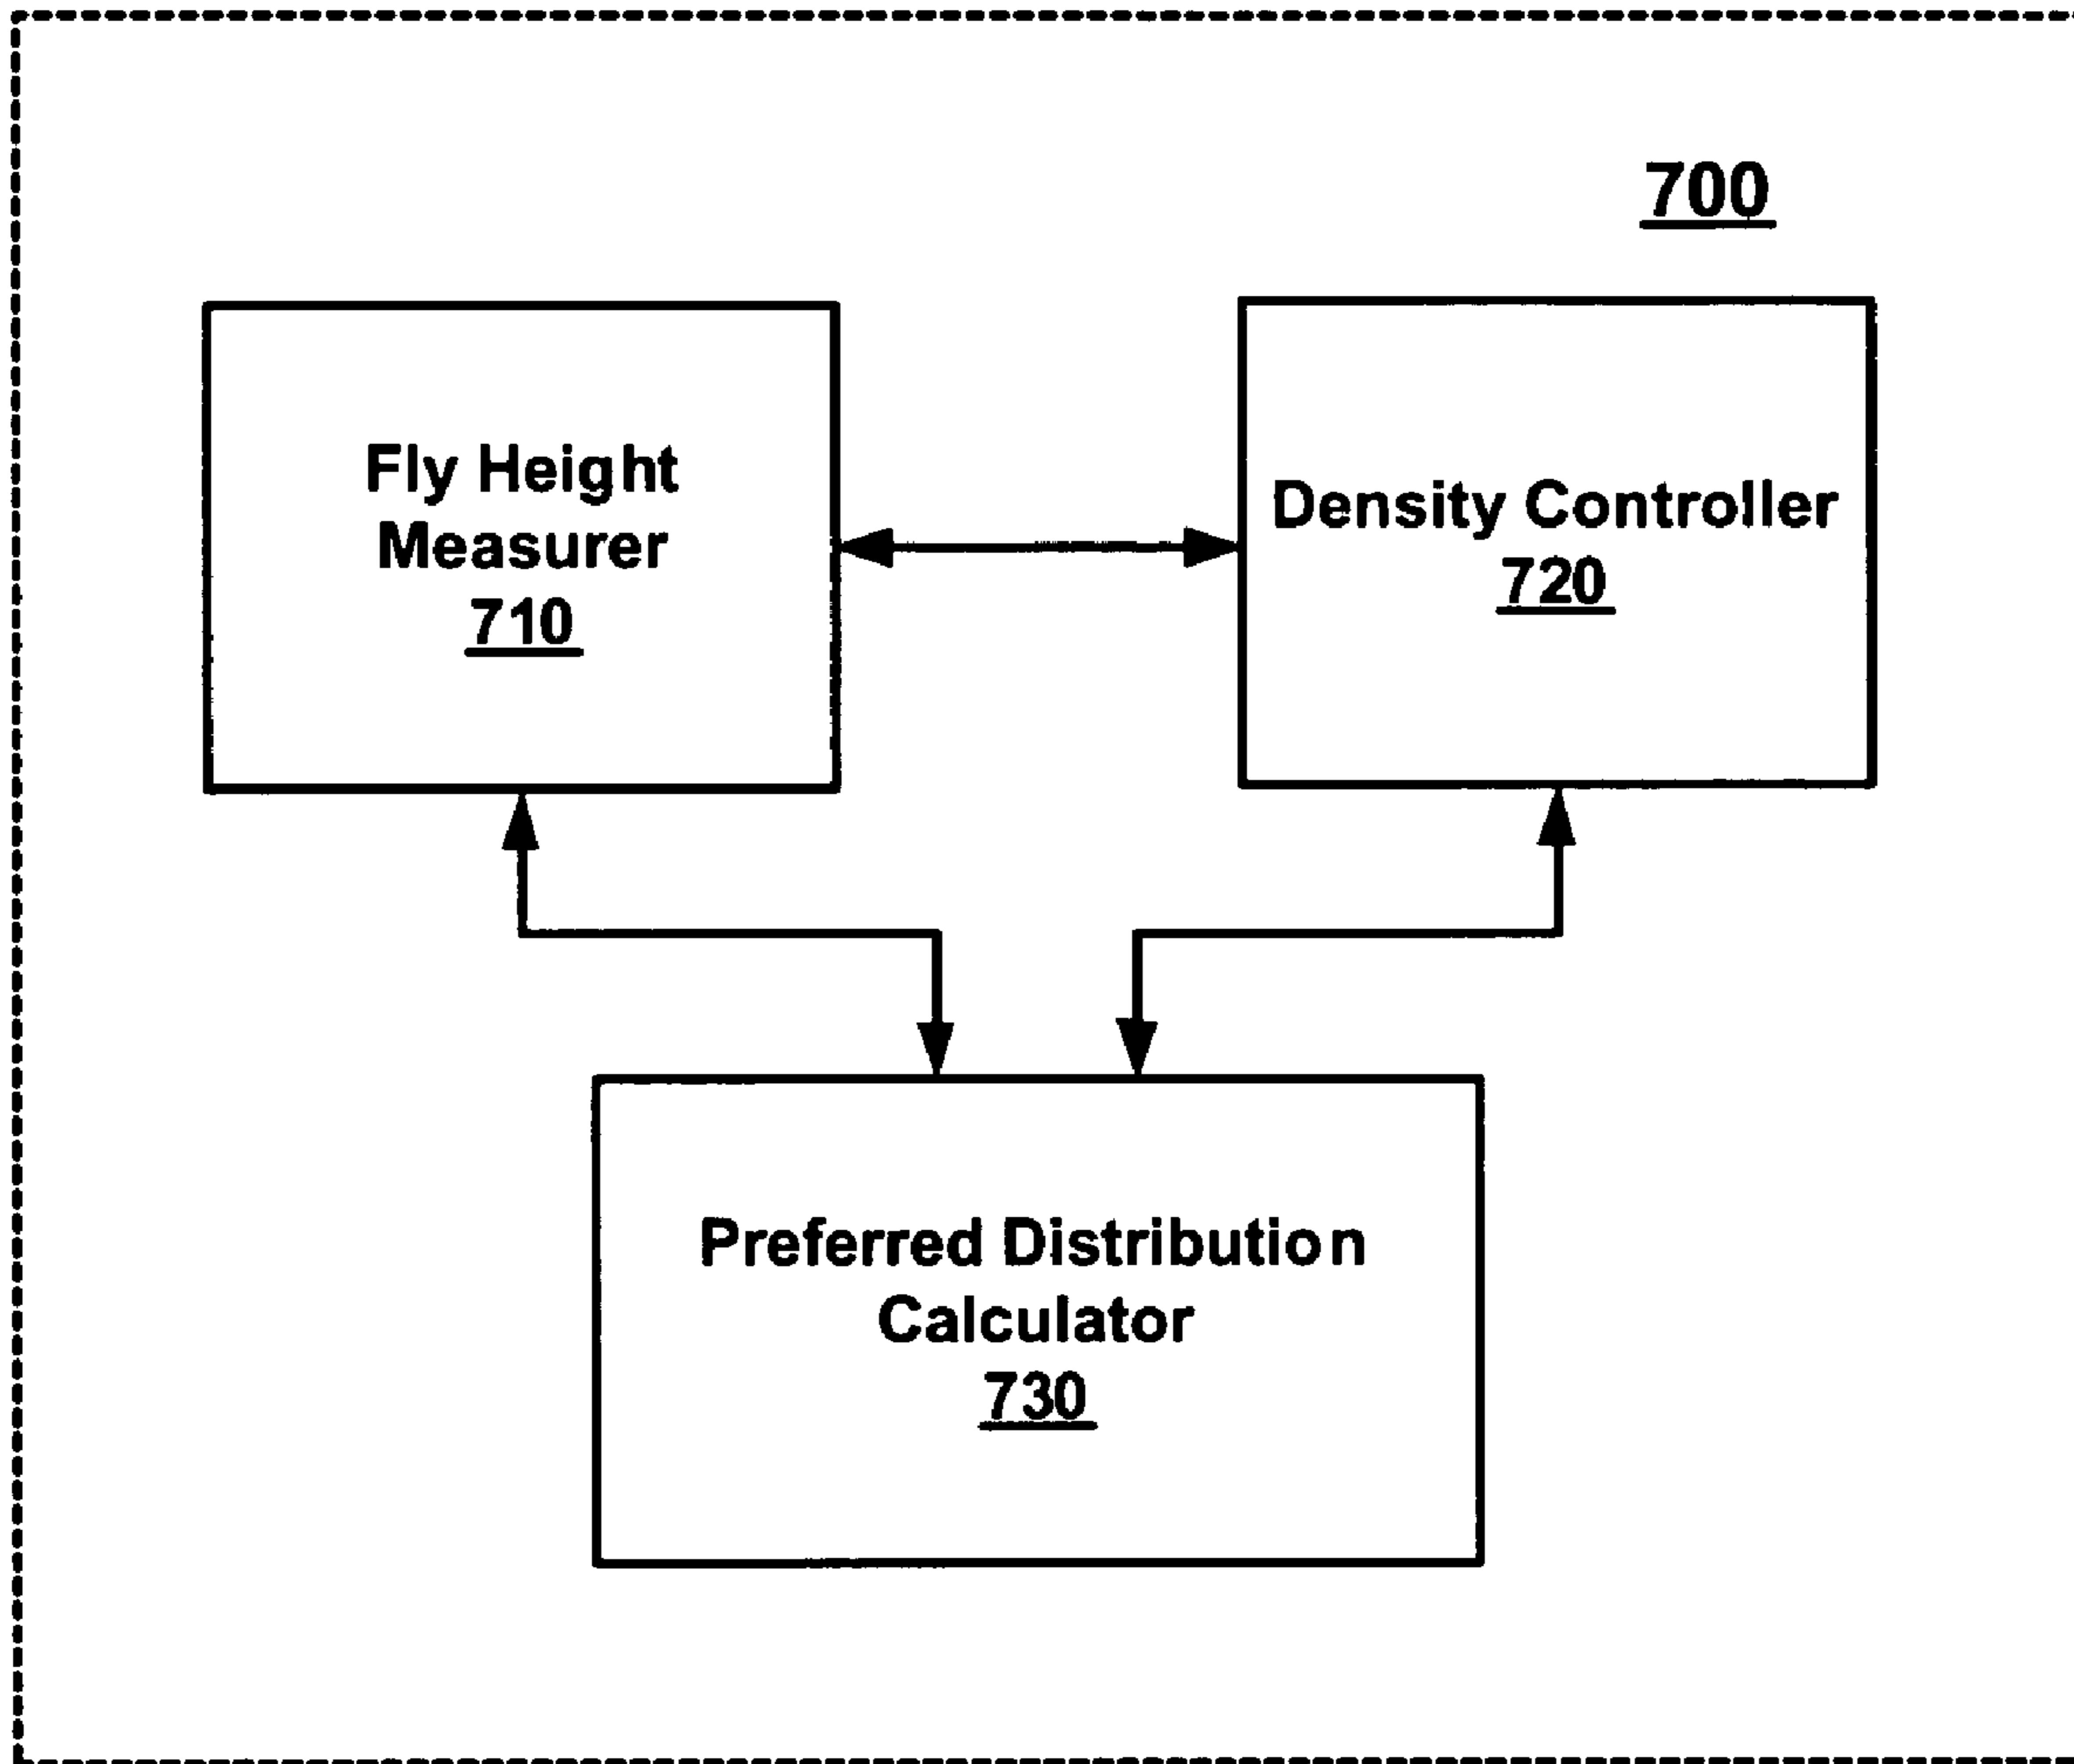 700
Fly Height
Measurer
710
Density Controller
720
Preferred Distribution
Calculator
730